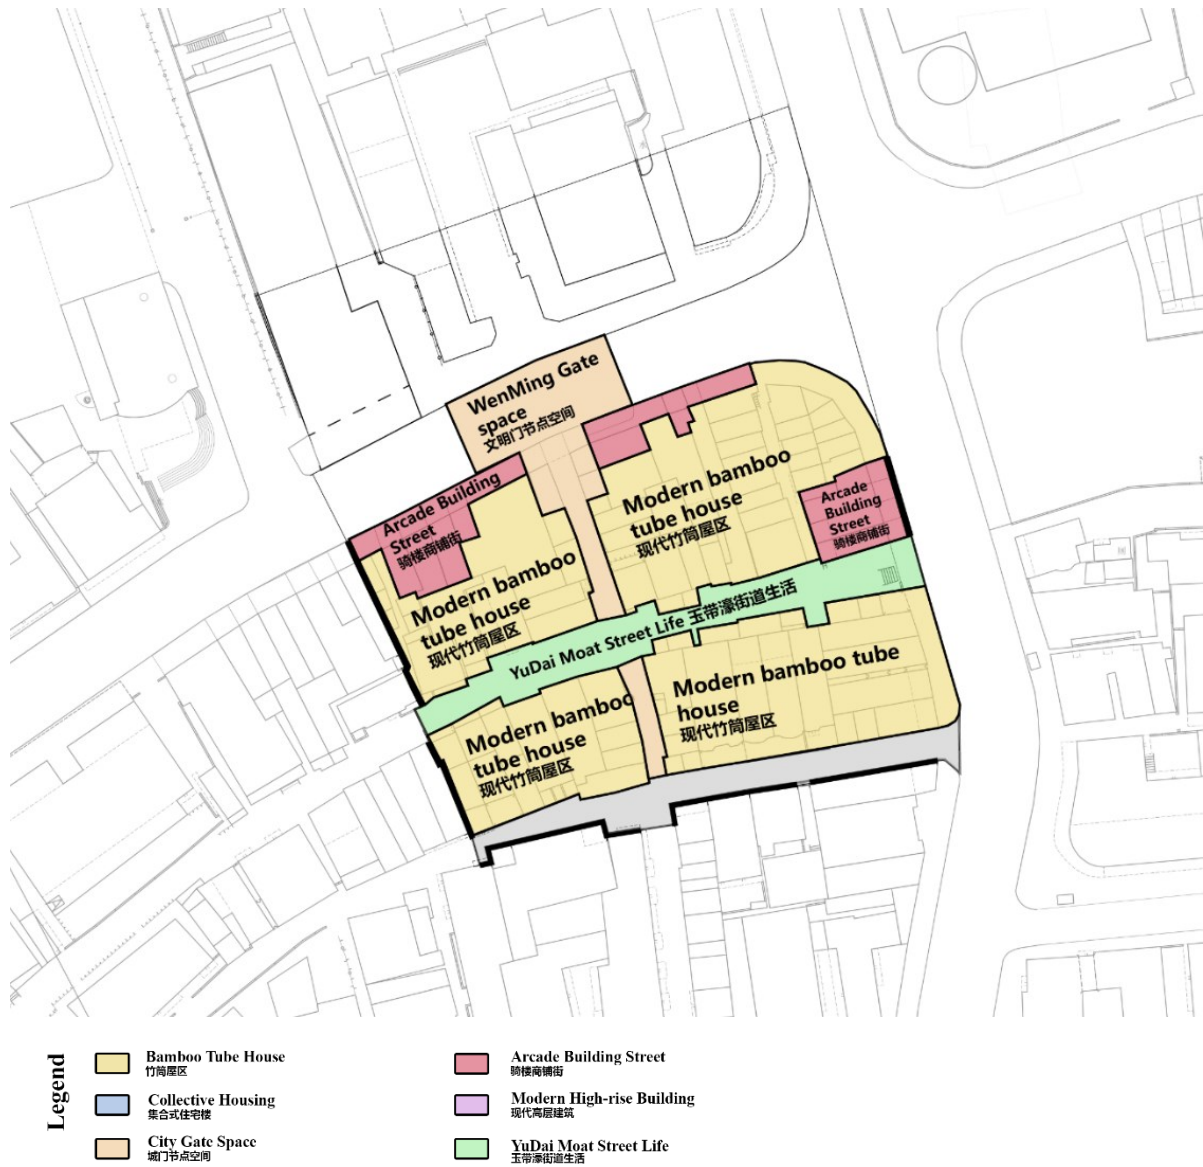 WenMing Gate
space
文明门节点空间
Arcade Building
Street
骑楼商铺街
Modern bamboo
tube house
现代竹筒屋区
Modern bamboo
tube house
现代竹筒屋区
Arcade
Building
Street
骑楼商铺街
YuDai Moat Street Life 玉带濠街道生活
Modern bamboo
tube house
现代竹筒屋区
Modern bamboo tube
house
现代竹筒屋区
Legend
Bamboo Tube House
竹筒屋区
Collective Housing
集合式住宅楼
City Gate Space
城门节点空间
Arcade Building Street
骑楼商铺街
Modern High-rise Building
现代高层建筑
YuDai Moat Street Life
玉带濠街道生活